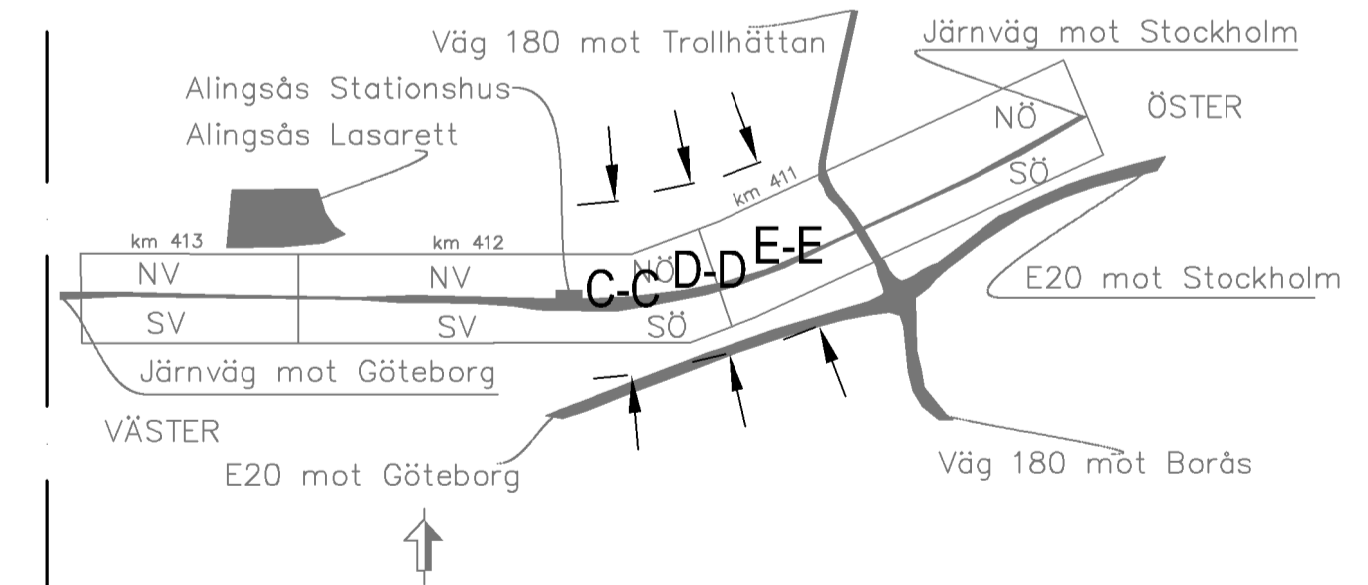 Väg 180 mot Trollhättan
Järnväg mot Stockholm
Alingsås Stationshus
Alingsås Lasarett
ÖSTER
NÖ
SÖ
km 411
km 413
km 412
NV
NV
NÖ
C-C
D-D
E-E
E20 mot Stockholm
SV
SV
SÖ
Järnväg mot Göteborg
VÄSTER
E20 mot Göteborg
Väg 180 mot Borås